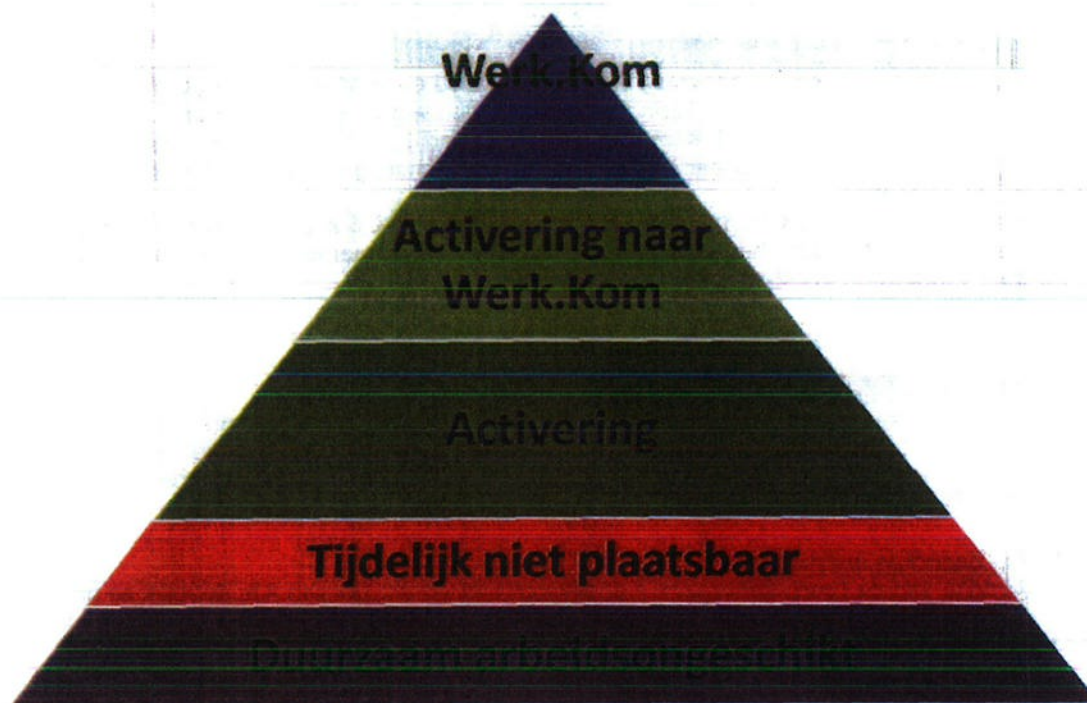 Werk.Kom
Activering naar
Werk.Kom
Activering
Tijdelijk niet plaatsbaar
Duurzaam arbeidsongeschikt